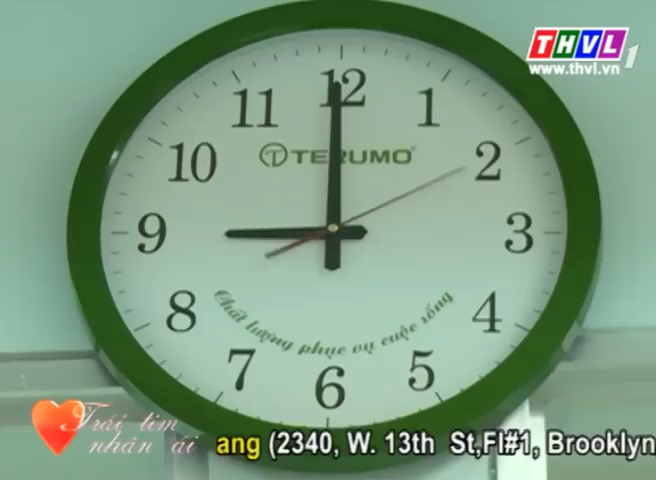 THVL1
www.thvl.vn
12
11
1
10
TERUMO
2
9
3
8
4
Chất lượng phục vụ cuộc sống
7
5
6
Trái tim
nhân ái
ang (2340, W. 13th St,Fl#1, Brooklyn